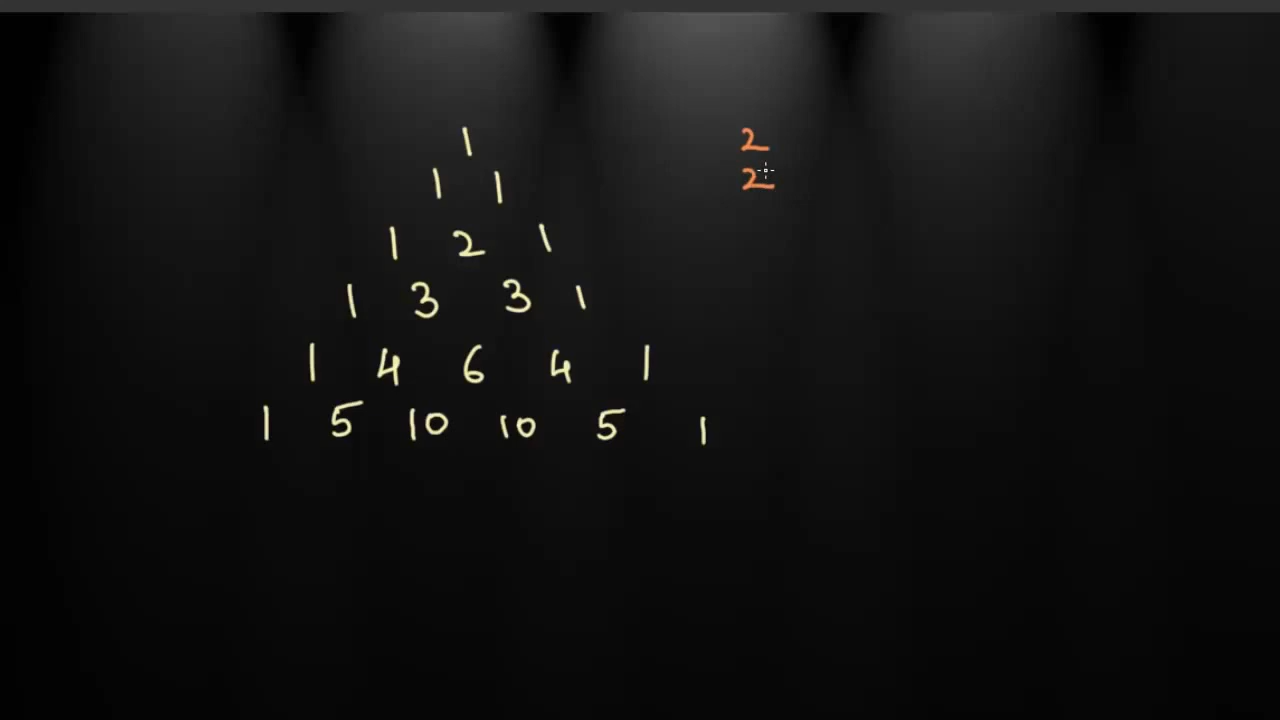 1
2
1 1
2
1 2 1
1 3 3 1
1 4 6 4 1
1 5 10 10 5 1